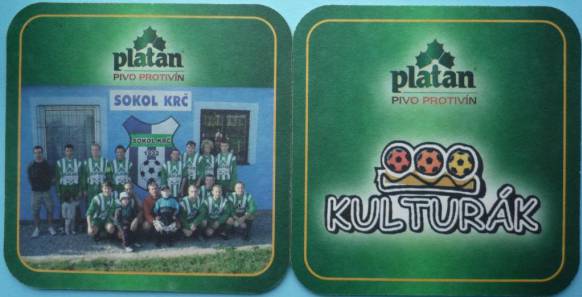 platan
PIVO PROTIVÍN
SOKOL KRČ
SOKOL KRČ
platan
PIVO PROTIVÍN
KULTURÁK